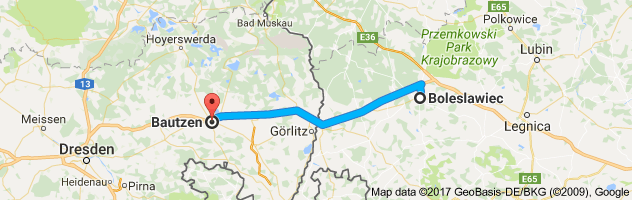 E65
Bad Muskau
Polkowice
Hoyerswerda
E36
Przemkowski
Park
Krajobrazowy
Lubin
13
Boleslawiec
Meissen
Bautzen
Görlitz
Legnica
Dresden
E65
Heidenau
Pirna
E65
Map data ©2017 GeoBasis-DE/BKG (©2009), Google